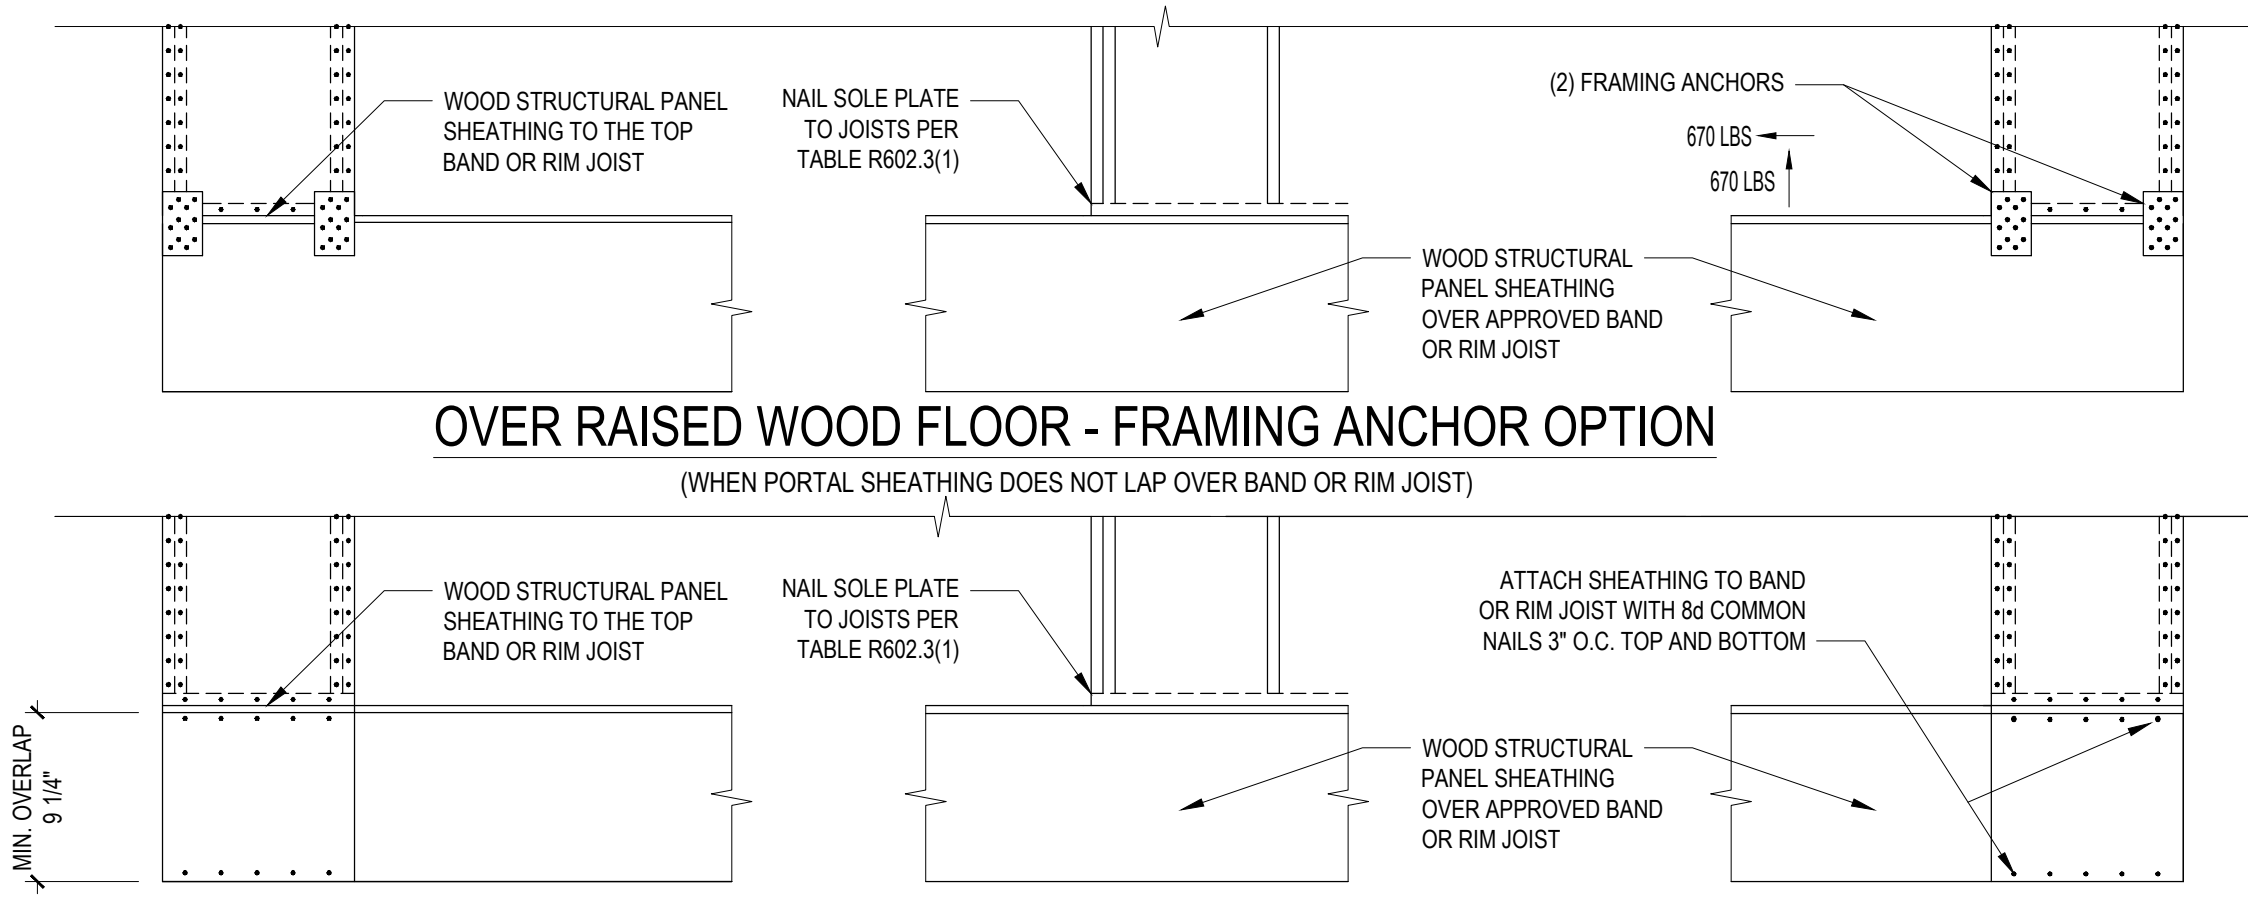 WOOD STRUCTURAL PANEL
SHEATHING TO THE TOP
BAND OR RIM JOIST
NAIL SOLE PLATE
TO JOISTS PER
TABLE R602.3(1)
(2) FRAMING ANCHORS
670 LBS
670 LBS
WOOD STRUCTURAL
PANEL SHEATHING
OVER APPROVED BAND
OR RIM JOIST
OVER RAISED WOOD FLOOR - FRAMING ANCHOR OPTION
(WHEN PORTAL SHEATHING DOES NOT LAP OVER BAND OR RIM JOIST)
WOOD STRUCTURAL PANEL
SHEATHING TO THE TOP
BAND OR RIM JOIST
NAIL SOLE PLATE
TO JOISTS PER
TABLE R602.3(1)
ATTACH SHEATHING TO BAND
OR RIM JOIST WITH 8d COMMON
NAILS 3" O.C. TOP AND BOTTOM
MIN. OVERLAP
9 1/4"
WOOD STRUCTURAL
PANEL SHEATHING
OVER APPROVED BAND
OR RIM JOIST